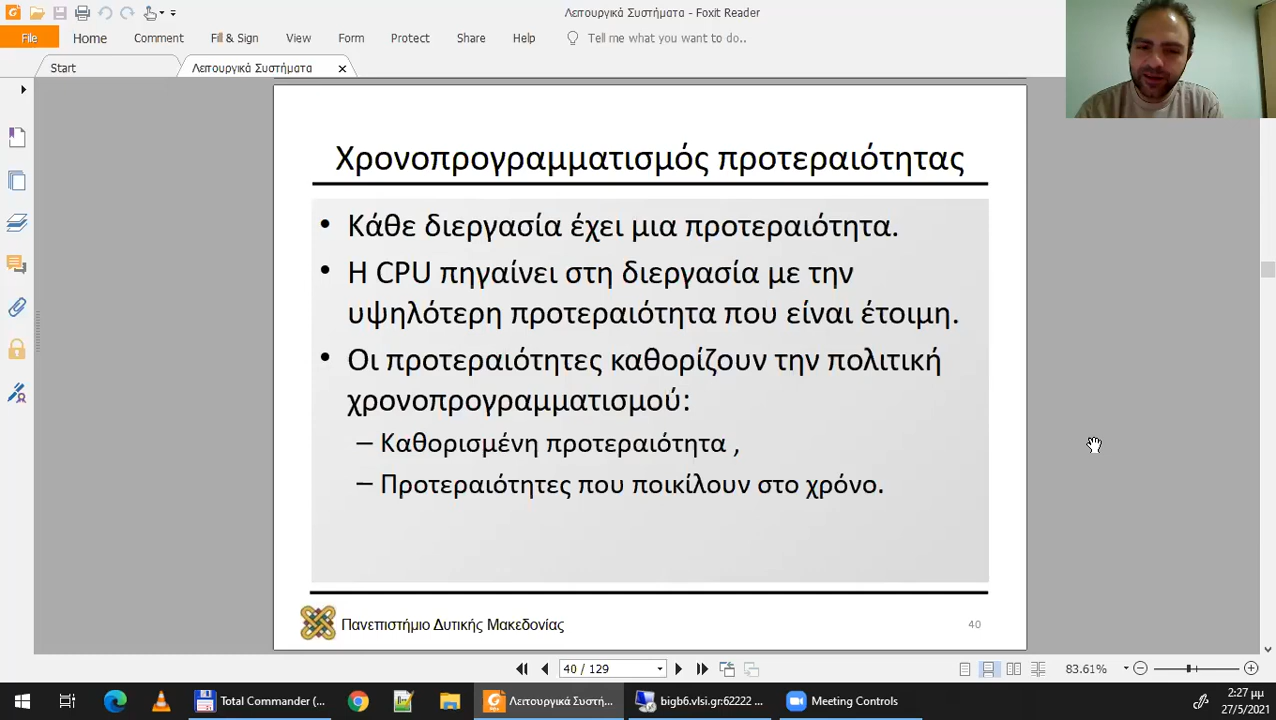 Λειτουργικά Συστήματα - Foxit Reader
File Home Comment Fill & Sign View Form Protect Share Help Tell me what you want to do..
Start Λειτουργικά Συστήματα
Χρονοπρογραμματισμός προτεραιότητας
• Κάθε διεργασία έχει μια προτεραιότητα.
• Η CPU πηγαίνει στη διεργασία με την
υψηλότερη προτεραιότητα που είναι έτοιμη.
• Οι προτεραιότητες καθορίζουν την πολιτική
χρονοπρογραμματισμού:
– Καθορισμένη προτεραιότητα ,
– Προτεραιότητες που ποικίλουν στο χρόνο.
Πανεπιστήμιο Δυτικής Μακεδονίας 40
40 / 129 83.61%
Total Commander (... Λειτουργικά Συστή... bigb6.vlsi.gr:62222 ... Meeting Controls 2:27 μμ
27/5/2021